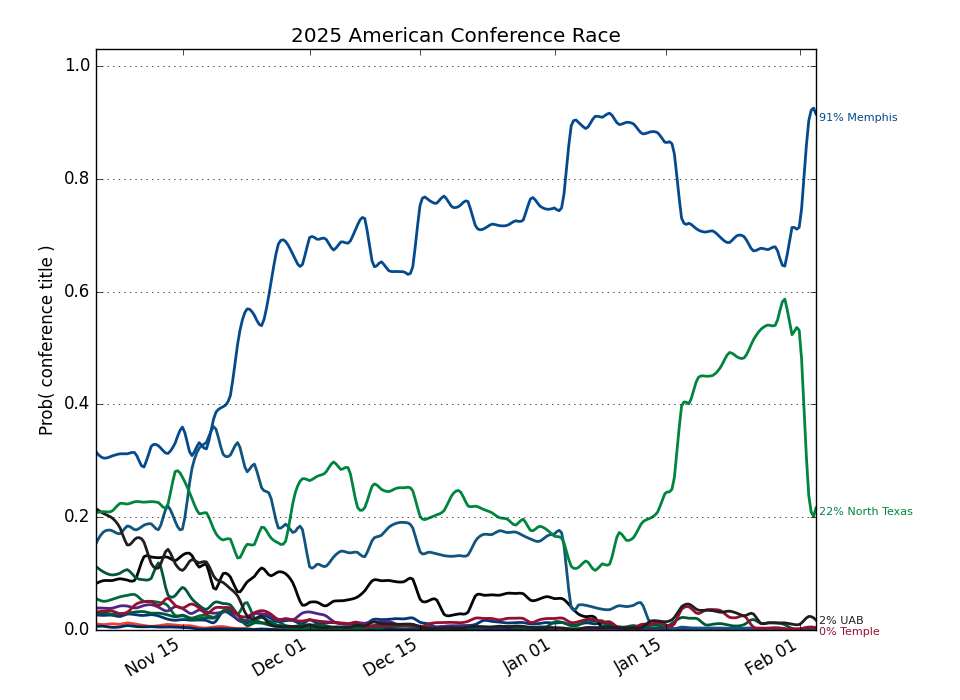 2025 American Conference Race
Prob( conference title )
1.0
0.8
0.6
0.4
0.2
0.0
91% Memphis
22% North Texas
2% UAB
0% Temple
Nov 15
Dec 01
Dec 15
Jan 01
Jan 15
Feb 01